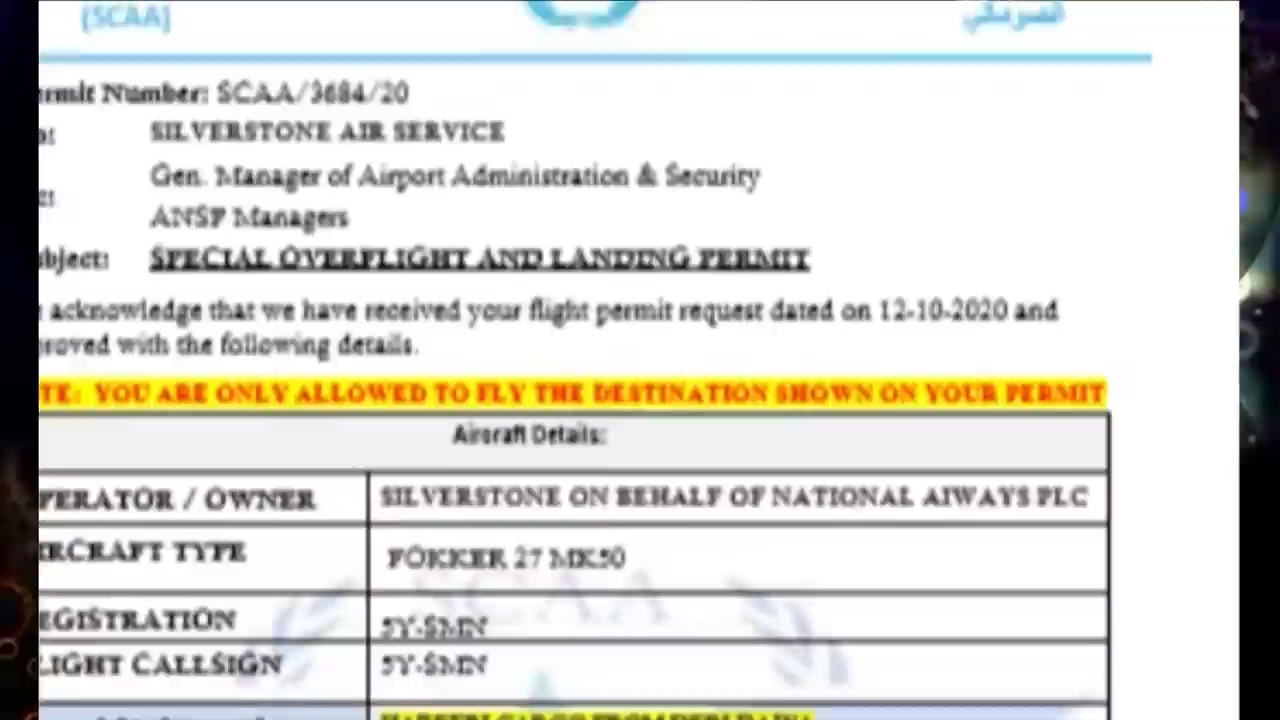 (SCAA)
الصومالي
ermit Number: SCAA/3684/20
o:
SILVERSTONE AIR SERVICE
Gen. Manager of Airport Administration & Security
ANSP Managers
bject:
SPECIAL OVERFLIGHT AND LANDING PERMIT
acknowledge that we have received your flight permit request dated on 12-10-2020 and
roved with the following details.
TE: YOU ARE ONLY ALLOWED TO FLY THE DESTINATION SHOWN ON YOUR PERMIT
Aircraft Details:
PERATOR / OWNER
SILVERSTONE ON BEHALF OF NATIONAL AIWAYS PLC
IRCRAFT TYPE
FOKKER 27 MK50
EGISTRATION
5Y-SMN
LIGHT CALLSIGN
5Y-SMN
SCAA